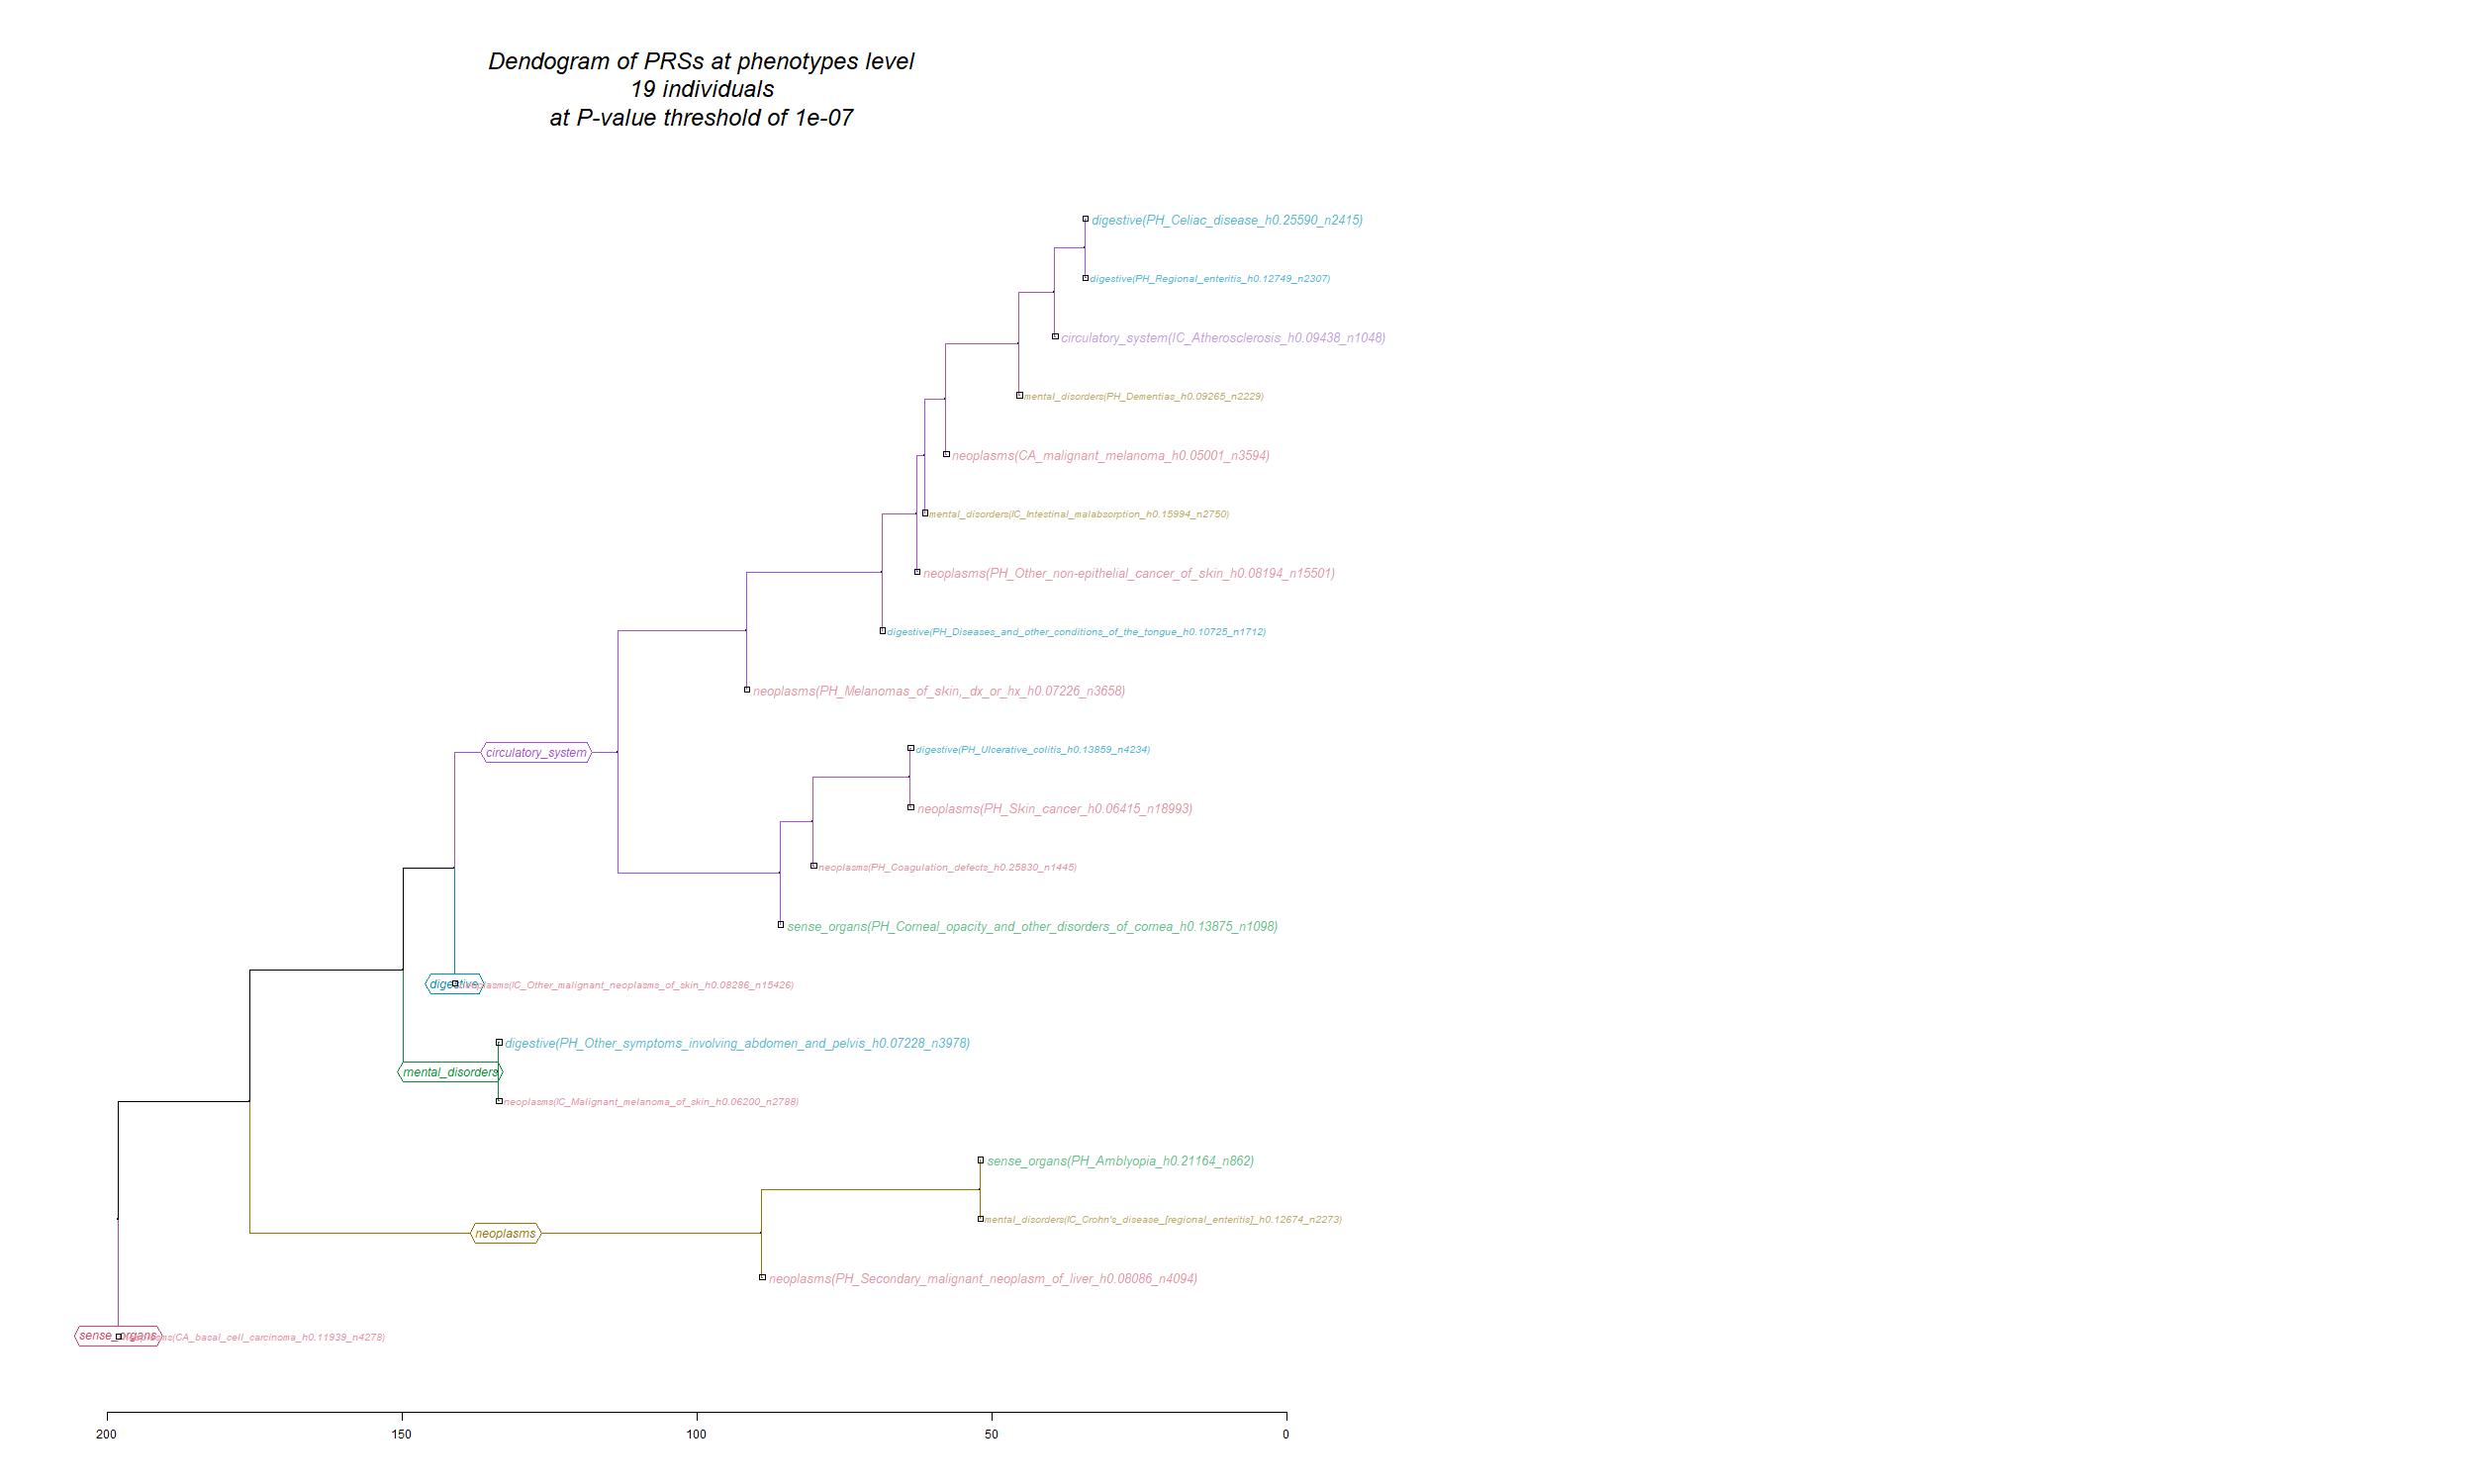 Dendogram of PRSs at phenotypes level
19 individuals
at P-value threshold of 1e-07
digestive(PH_Celiac_disease_h0.25590_n2415)
digestive(PH_Regional_enteritis_h0.12749_n2307)
circulatory_system(IC_Atherosclerosis_h0.09438_n1048)
mental_disorders(PH_Dementias_h0.09265_n2229)
neoplasms(CA_malignant_melanoma_h0.05001_n3594)
mental_disorders(IC_Intestinal_malabsorption_h0.15994_n2750)
neoplasms(PH_Other_non-epithelial_cancer_of_skin_h0.08194_n15501)
digestive(PH_Diseases_and_other_conditions_of_the_tongue_h0.10725_n1712)
neoplasms(PH_Melanomas_of_skin,_dx_or_hx_h0.07226_n3658)
digestive(PH_Ulcerative_colitis_h0.13859_n4234)
circulatory_system
neoplasms(PH_Skin_cancer_h0.06415_n18993)
neoplasms(PH_Coagulation_defects_h0.25830_n1445)
sense_organs(PH_Corneal_opacity_and_other_disorders_of_cornea_h0.13875_n1098)
digestive neoplasms(IC_Other_malignant_neoplasms_of_skin_h0.08286_n15426)
digestive(PH_Other_symptoms_involving_abdomen_and_pelvis_h0.07228_n3978)
mental_disorders
neoplasms(IC_Malignant_melanoma_of_skin_h0.06200_n2788)
sense_organs(PH_Amblyopia_h0.21164_n862)
mental_disorders(IC_Crohn's_disease_[regional_enteritis]_h0.12674_n2273)
neoplasms
neoplasms(PH_Secondary_malignant_neoplasm_of_liver_h0.08086_n4094)
sense_organs neoplasms(CA_basal_cell_carcinoma_h0.11939_n4278)
200 150 100 50 0